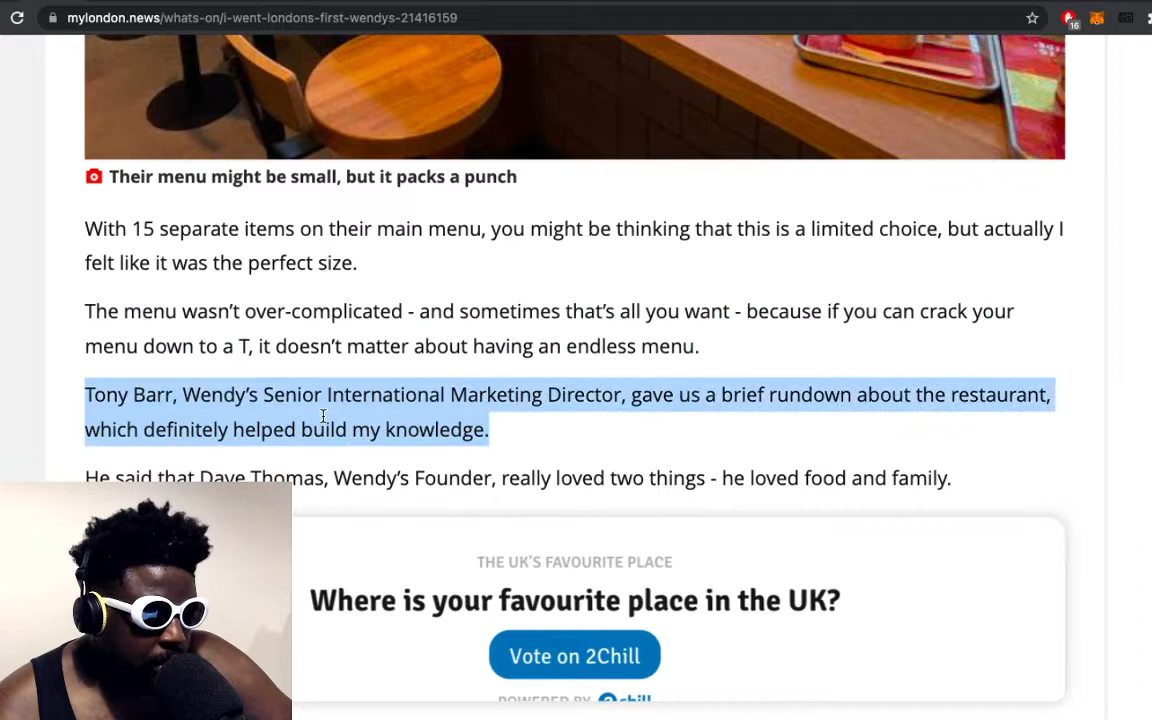 mylondon.news/whats-on/i-went-londons-first-wendys-21416159
16
Their menu might be small, but it packs a punch
With 15 separate items on their main menu, you might be thinking that this is a limited choice, but actually I
felt like it was the perfect size.
The menu wasn’t over-complicated - and sometimes that’s all you want - because if you can crack your
menu down to a T, it doesn’t matter about having an endless menu.
Tony Barr, Wendy’s Senior International Marketing Director, gave us a brief rundown about the restaurant,
which definitely helped build my knowledge.
He said that Dave Thomas, Wendy’s Founder, really loved two things - he loved food and family.
THE UK'S FAVOURITE PLACE
Where is your favourite place in the UK?
Vote on 2Chill
POWERED BY 2chill